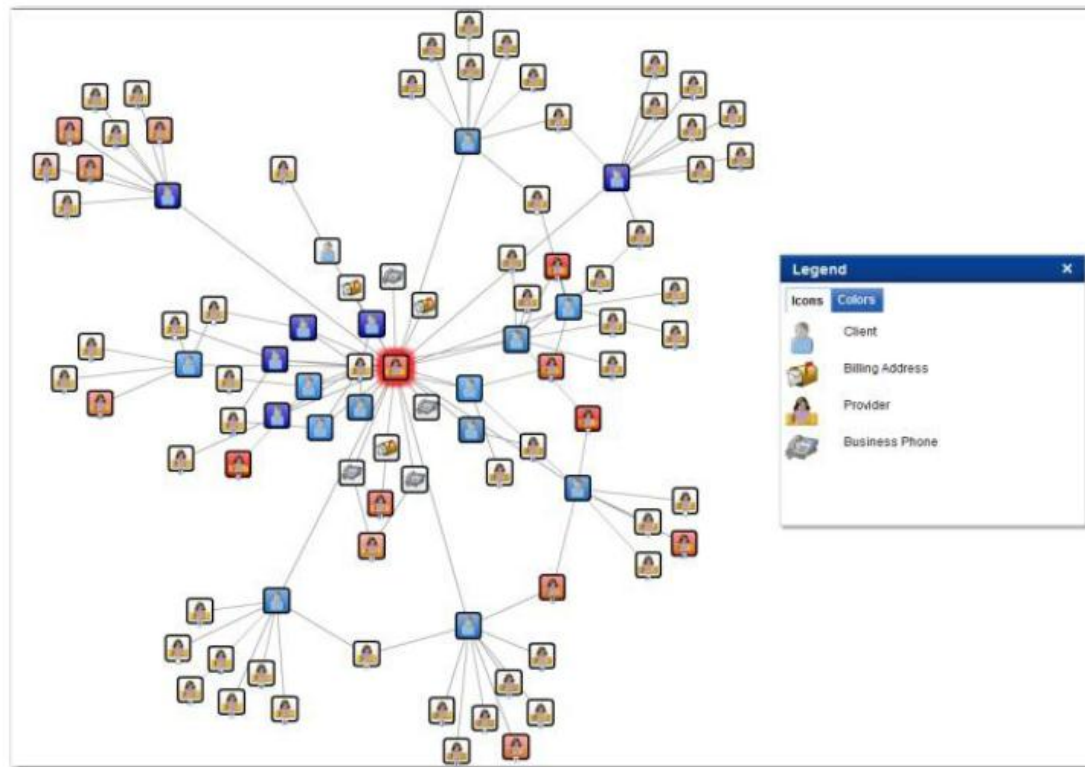 Legend
Icons Colors
Client
Billing Address
Provider
Business Phone